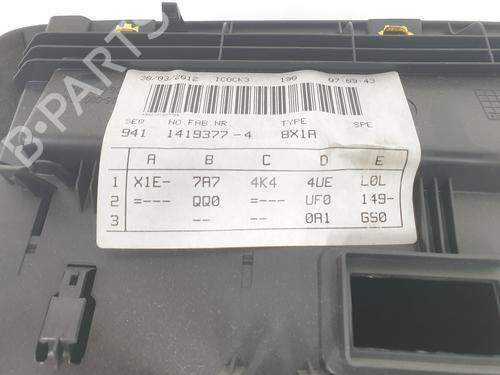 30/03/2012 1COCK3 190 07:09:43
SEQ NO.FAB.NR. TYPE SPE
941 1419377-4 8X1A
A B C D E
1 X1E- 7A7 4K4 4UE L0L
2 =--- QQ0 =--- UF0 149-
3 -- -- 0A1 GS0
B-PARTS